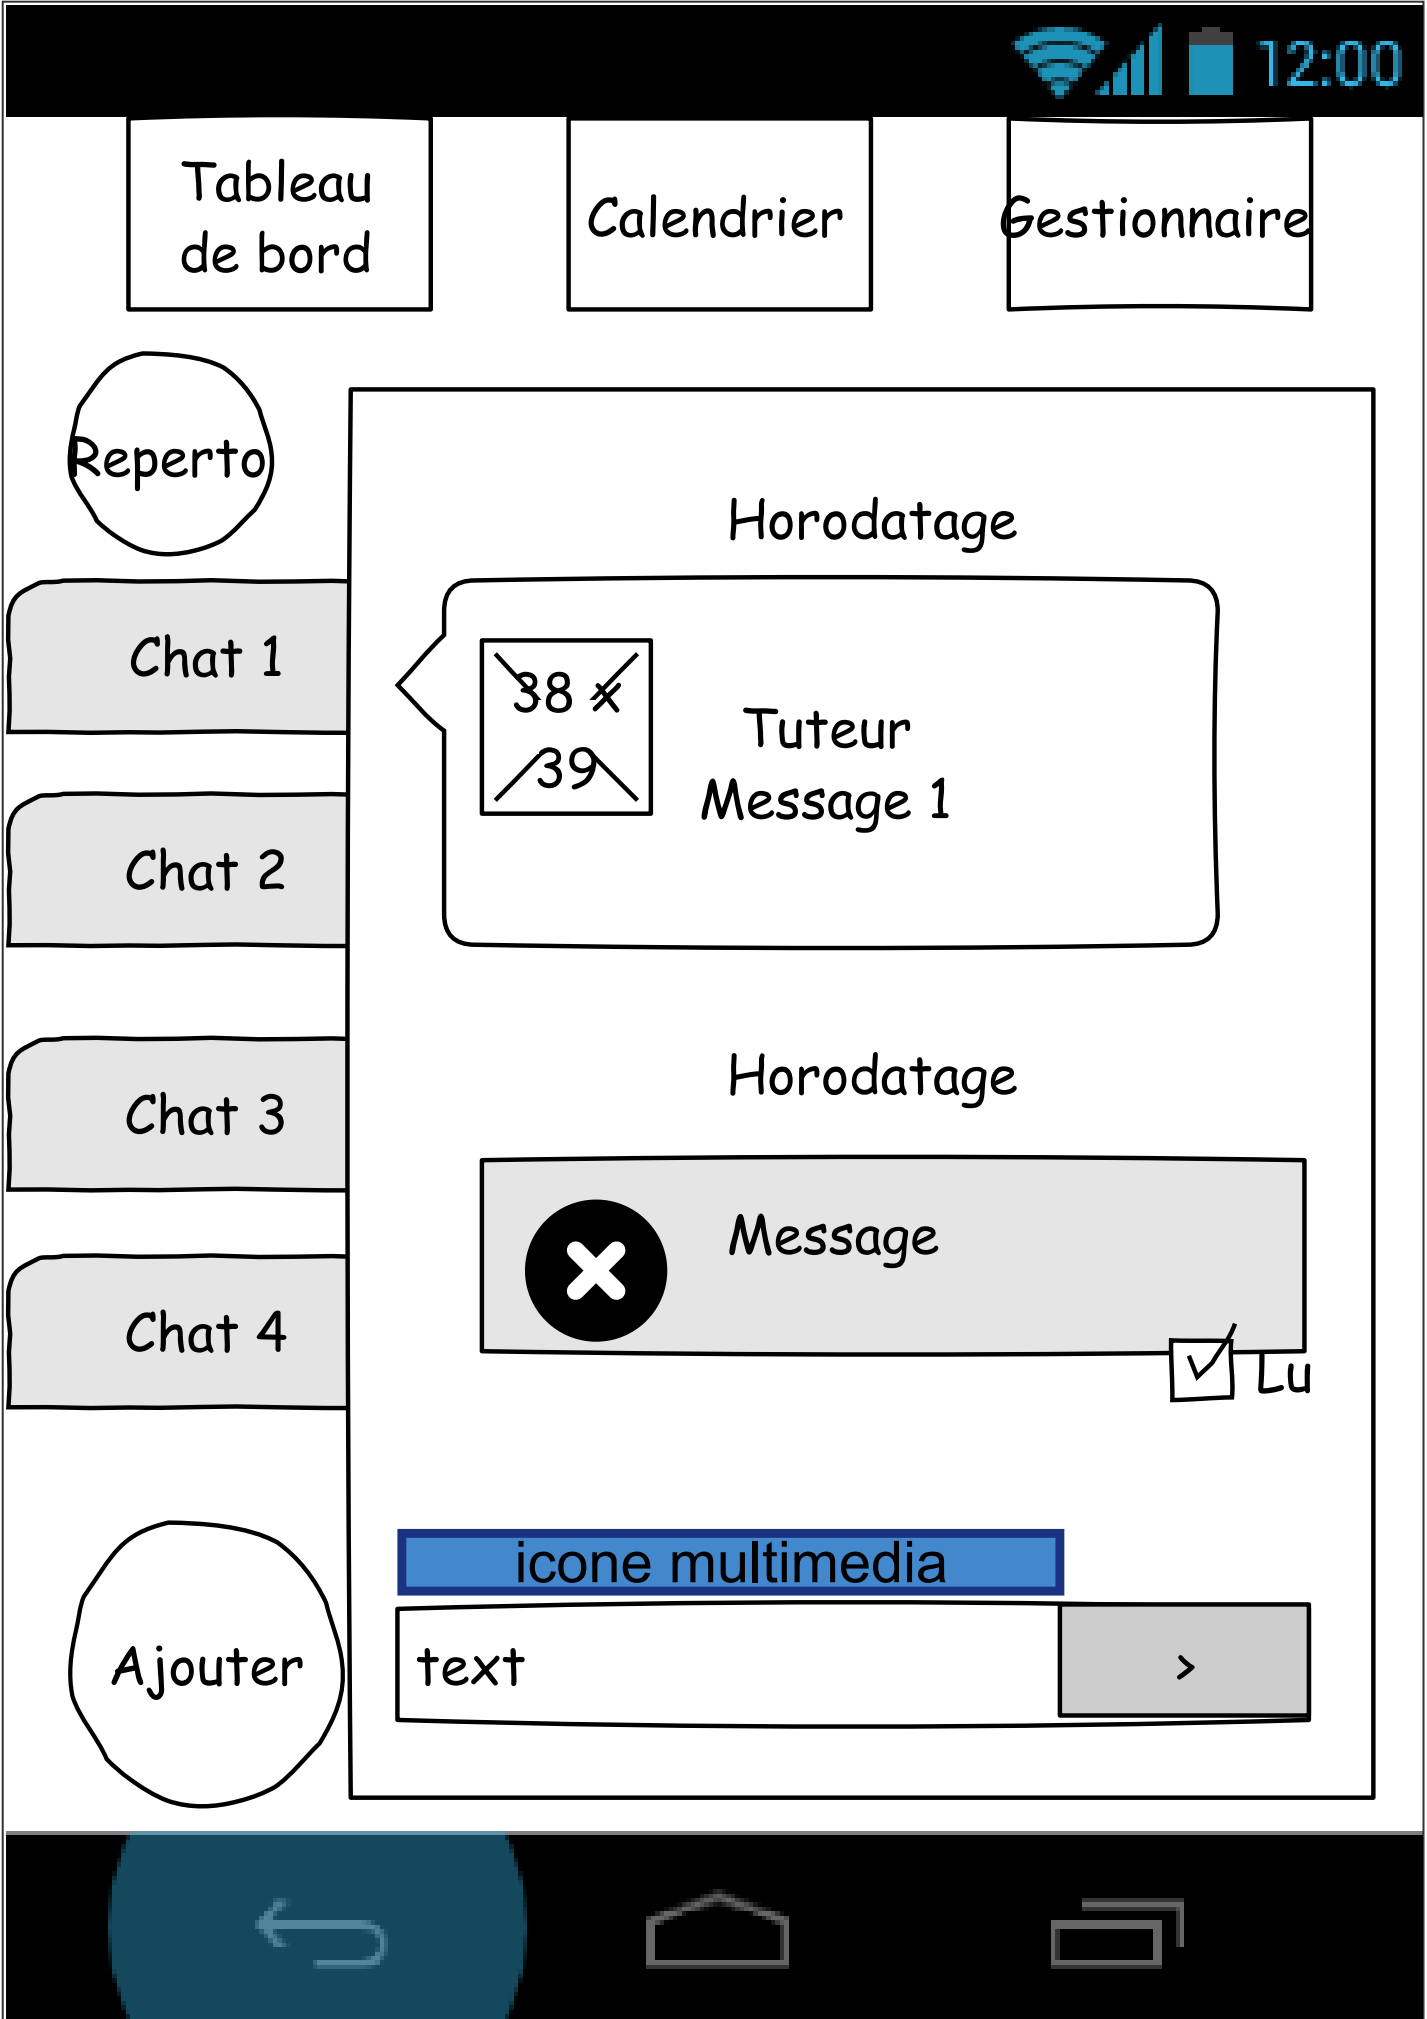 12:00
Tableau
de bord
Calendrier
Gestionnaire
Reperto
Horodatage
Chat 1
38 x
39
Tuteur
Message 1
Chat 2
Horodatage
Chat 3
Message
Chat 4
Lu
icone multimedia
Ajouter
text
>